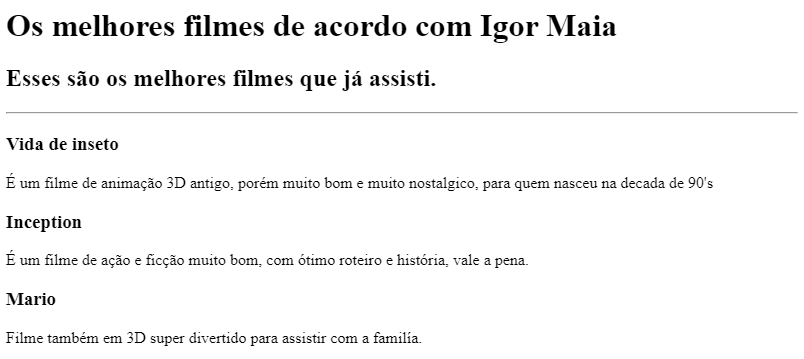 Os melhores filmes de acordo com Igor Maia
Esses são os melhores filmes que já assisti.
Vida de inseto
É um filme de animação 3D antigo, porém muito bom e muito nostalgico, para quem nasceu na decada de 90's
Inception
É um filme de ação e ficção muito bom, com ótimo roteiro e história, vale a pena.
Mario
Filme também em 3D super divertido para assistir com a familía.